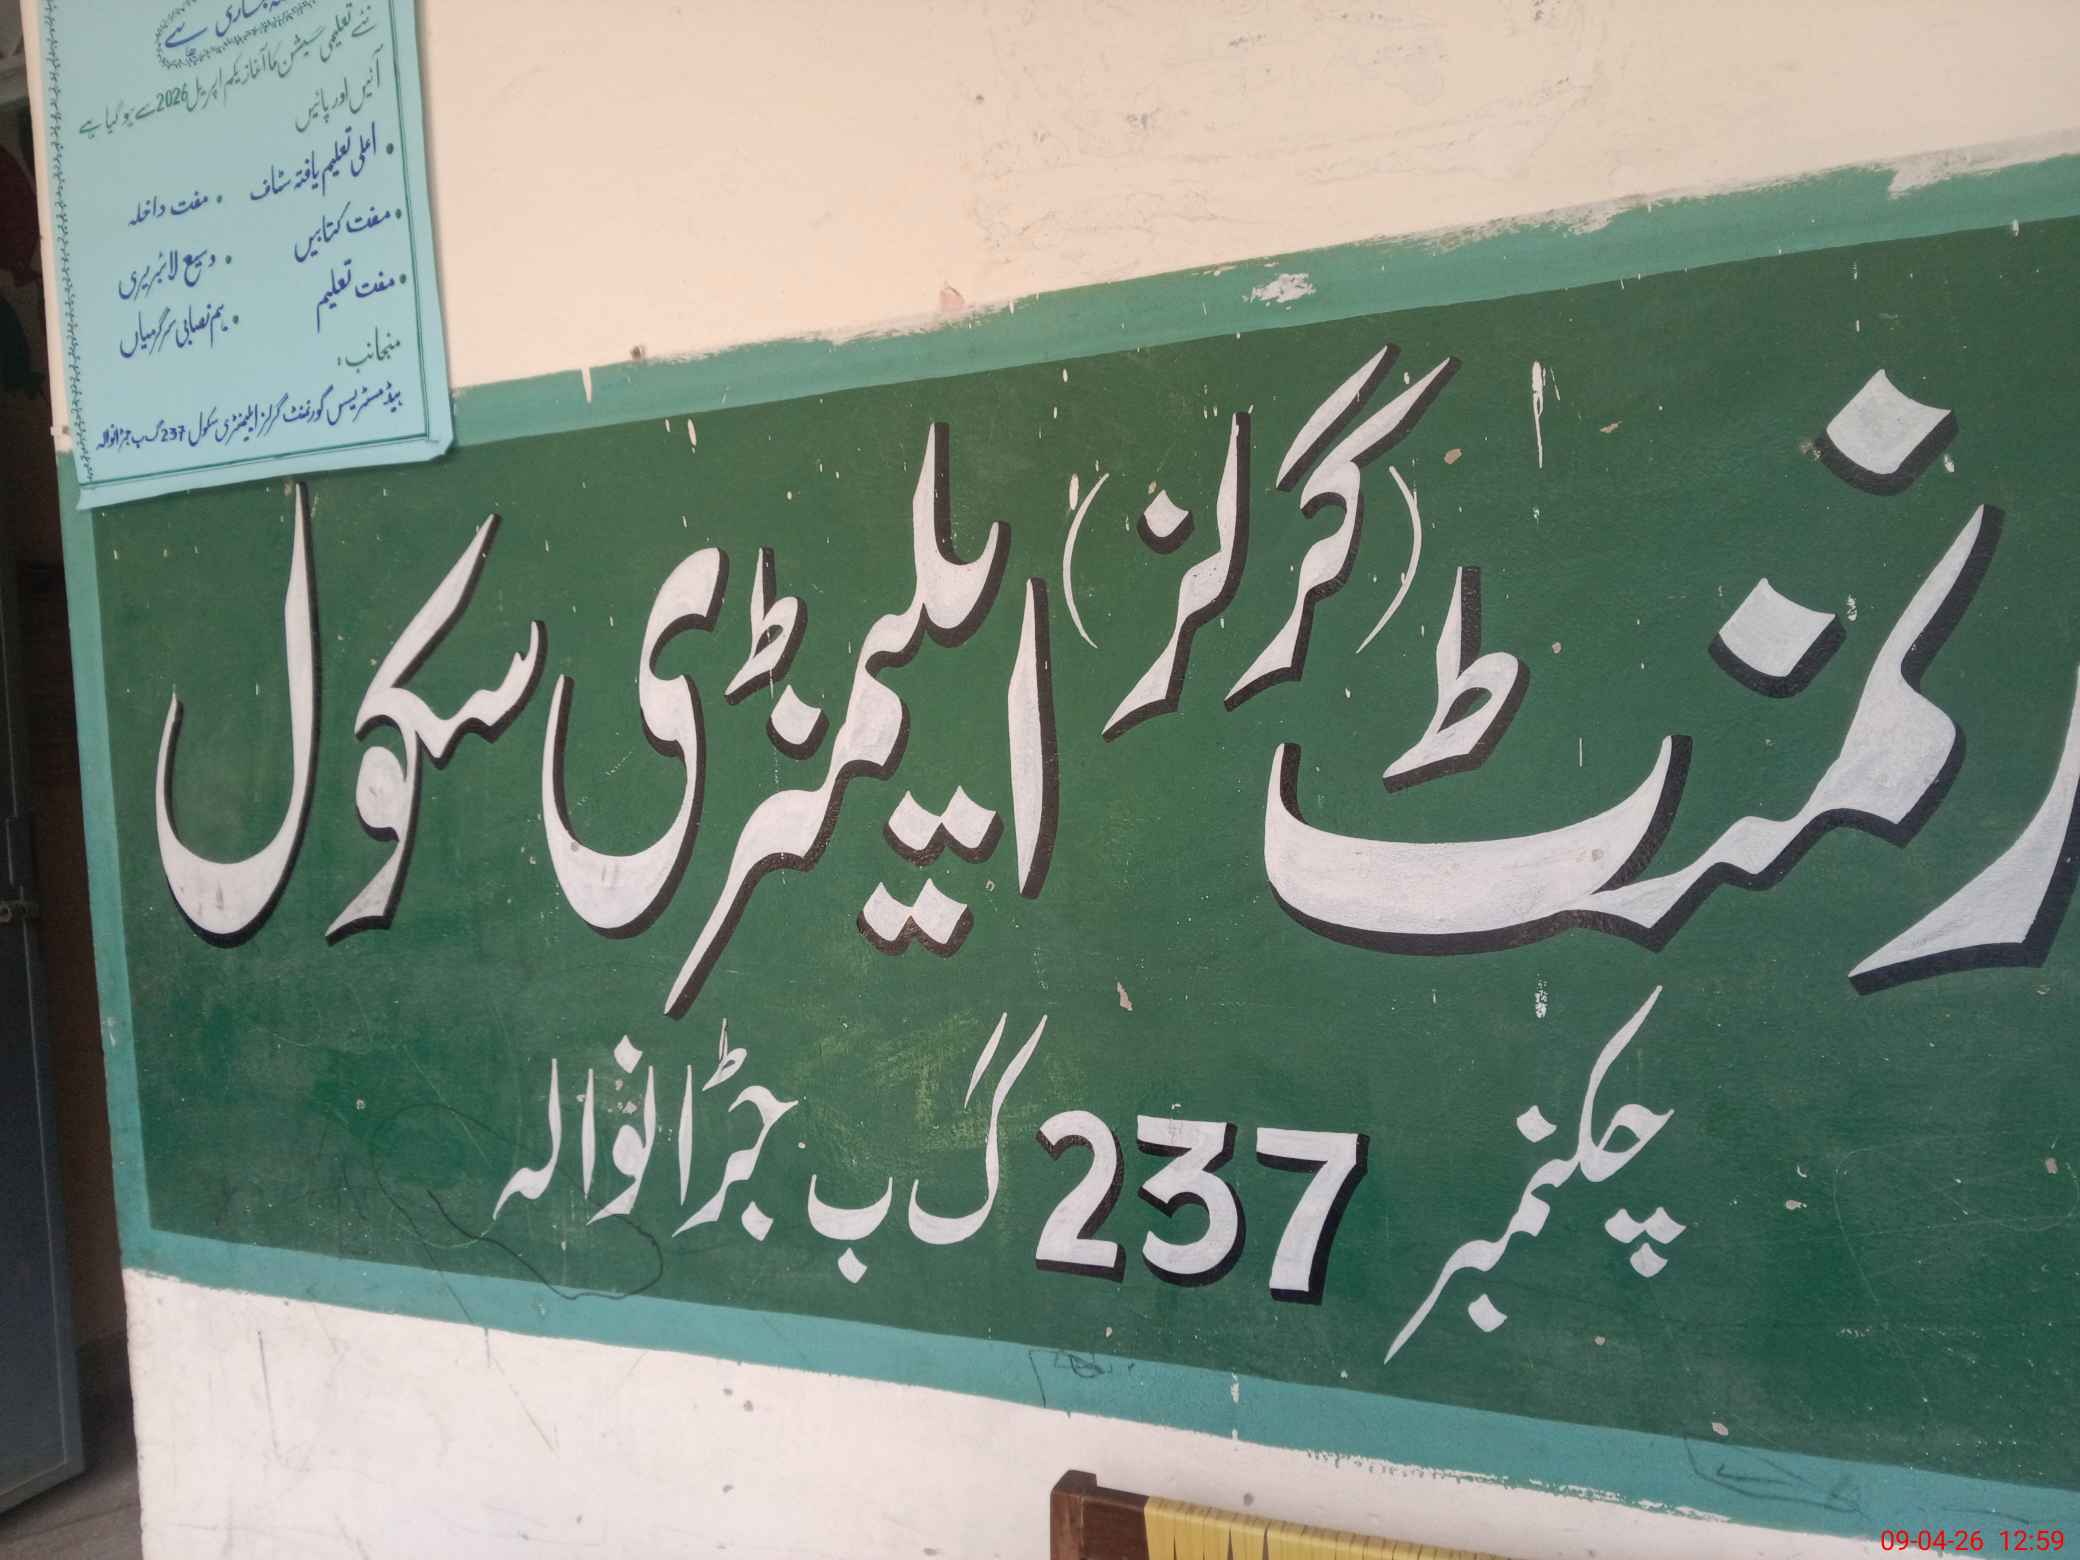 جاری ہے
نئے تعلیمی سیشن کا آغاز یکم اپریل 2026 سے ہو گیا ہے
آئیں اور پائیں
• اعلی تعلیم یافتہ سٹاف • مفت داخلہ
• مفت کتابیں • وسیع لائبریری
• مفت تعلیم • ہم نصابی سرگرمیاں
منجانب:
ہیڈ مسٹریس گورنمنٹ گرلز ایلیمنٹری سکول 237 گ ب جڑانوالہ
رنمنٹ (گرلز) ایلیمنٹری سکول
چکنمبر 237 گ ب جڑانوالہ
09-04-26 12:59